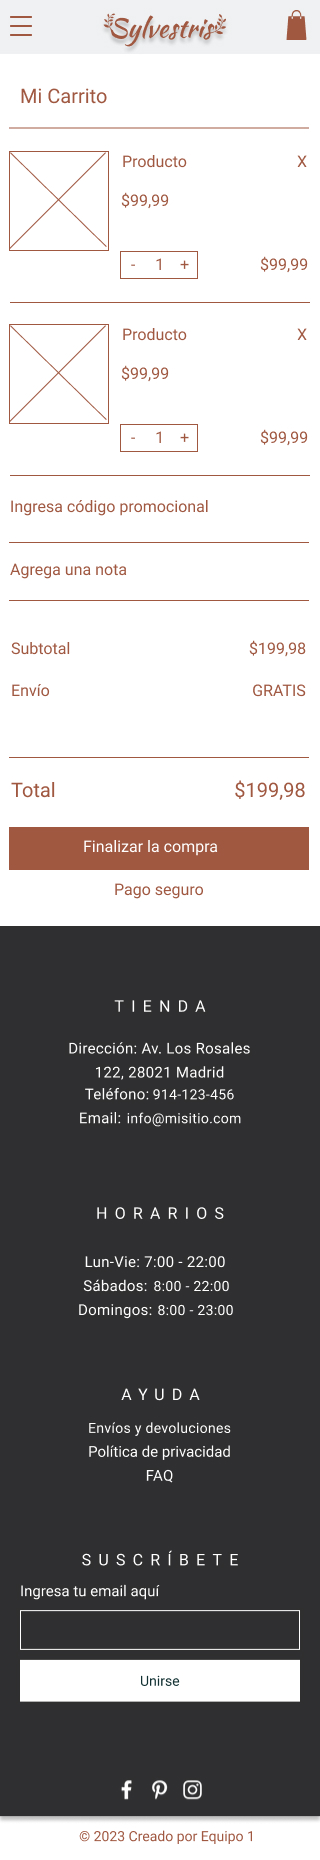 Sylvestris
Mi Carrito
Producto X
$99,99
- 1 + $99,99
Producto X
$99,99
- 1 + $99,99
Ingresa código promocional
Agrega una nota
Subtotal $199,98
Envío GRATIS
Total $199,98
Finalizar la compra
Pago seguro
TIENDA
Dirección: Av. Los Rosales
122, 28021 Madrid
Teléfono: 914-123-456
Email: info@misitio.com
HORARIOS
Lun-Vie: 7:00 - 22:00
Sábados: 8:00 - 22:00
Domingos: 8:00 - 23:00
AYUDA
Envíos y devoluciones
Política de privacidad
FAQ
SUSCRÍBETE
Ingresa tu email aquí
Unirse
© 2023 Creado por Equipo 1